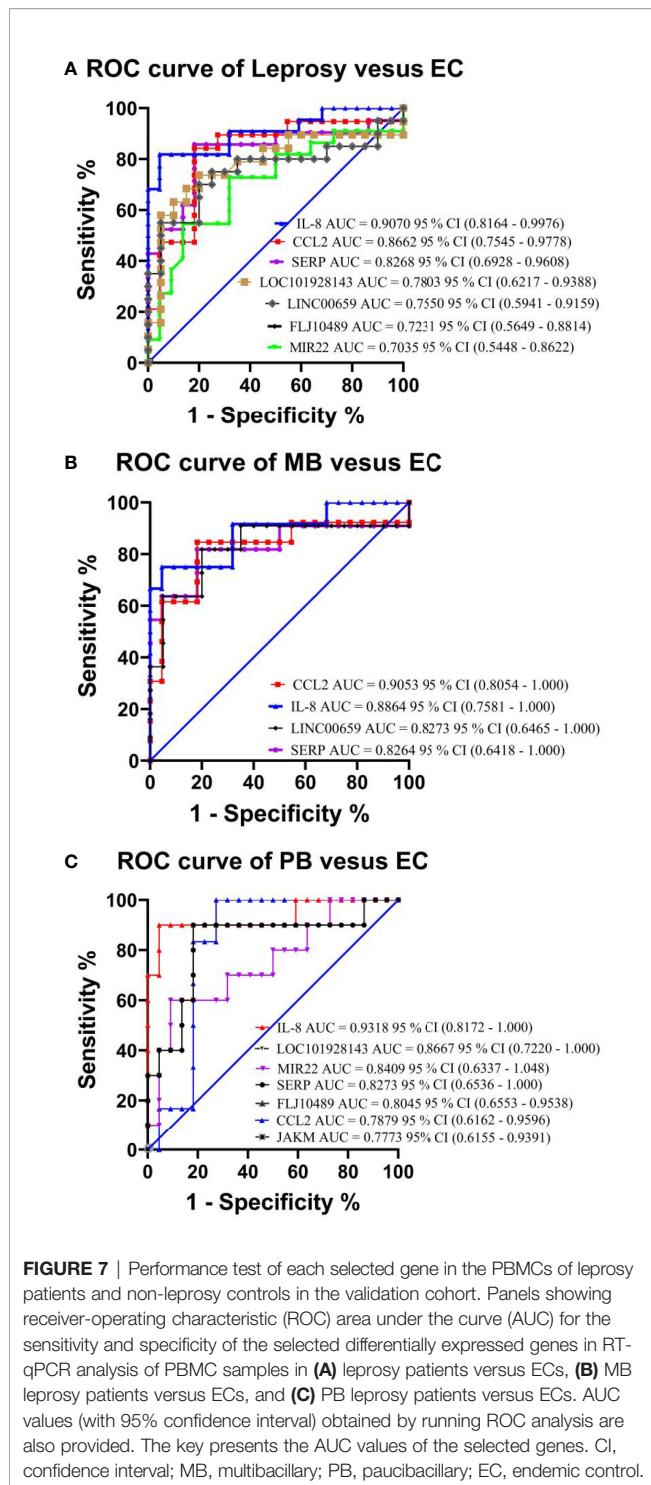 A ROC curve of Leprosy versus EC
100
80
60
40
20
0
Sensitivity %
IL-8 AUC = 0.9070 95 % CI (0.8164 - 0.9976)
CCL2 AUC = 0.8662 95 % CI (0.7545 - 0.9778)
SERP AUC = 0.8268 95 % CI (0.6928 - 0.9608)
LOC101928143 AUC = 0.7803 95 % CI (0.6217 - 0.9388)
LINC00659 AUC = 0.7550 95 % CI (0.5941 - 0.9159)
FLJ10489 AUC = 0.7231 95 % CI (0.5649 - 0.8814)
MIR22 AUC = 0.7035 95 % CI (0.5448 - 0.8622)
0 20 40 60 80 100
1 - Specificity %
B ROC curve of MB versus EC
100
80
60
40
20
0
Sensitivity %
CCL2 AUC = 0.9053 95 % CI (0.8054 - 1.000)
IL-8 AUC = 0.8864 95 % CI (0.7581 - 1.000)
LINC00659 AUC = 0.8273 95 % CI (0.6465 - 1.000)
SERP AUC = 0.8264 95 % CI (0.6418 - 1.000)
0 20 40 60 80 100
1 - Specificity %
C ROC curve of PB versus EC
100
80
60
40
20
0
Sensitivity %
IL-8 AUC = 0.9318 95 % CI (0.8172 - 1.000)
LOC101928143 AUC = 0.8667 95 % CI (0.7220 - 1.000)
MIR22 AUC = 0.8409 95 % CI (0.6337 - 1.048)
SERP AUC = 0.8273 95 % CI (0.6536 - 1.000)
FLJ10489 AUC = 0.8045 95 % CI (0.6553 - 0.9538)
CCL2 AUC = 0.7879 95 % CI (0.6162 - 0.9596)
JAKM AUC = 0.7773 95% CI (0.6155 - 0.9391)
0 20 40 60 80 100
1 - Specificity %
FIGURE 7 | Performance test of each selected gene in the PBMCs of leprosy
patients and non-leprosy controls in the validation cohort. Panels showing
receiver-operating characteristic (ROC) area under the curve (AUC) for the
sensitivity and specificity of the selected differentially expressed genes in RT-
qPCR analysis of PBMC samples in (A) leprosy patients versus ECs, (B) MB
leprosy patients versus ECs, and (C) PB leprosy patients versus ECs. AUC
values (with 95% confidence interval) obtained by running ROC analysis are
also provided. The key presents the AUC values of the selected genes. CI,
confidence interval; MB, multibacillary; PB, paucibacillary; EC, endemic control.